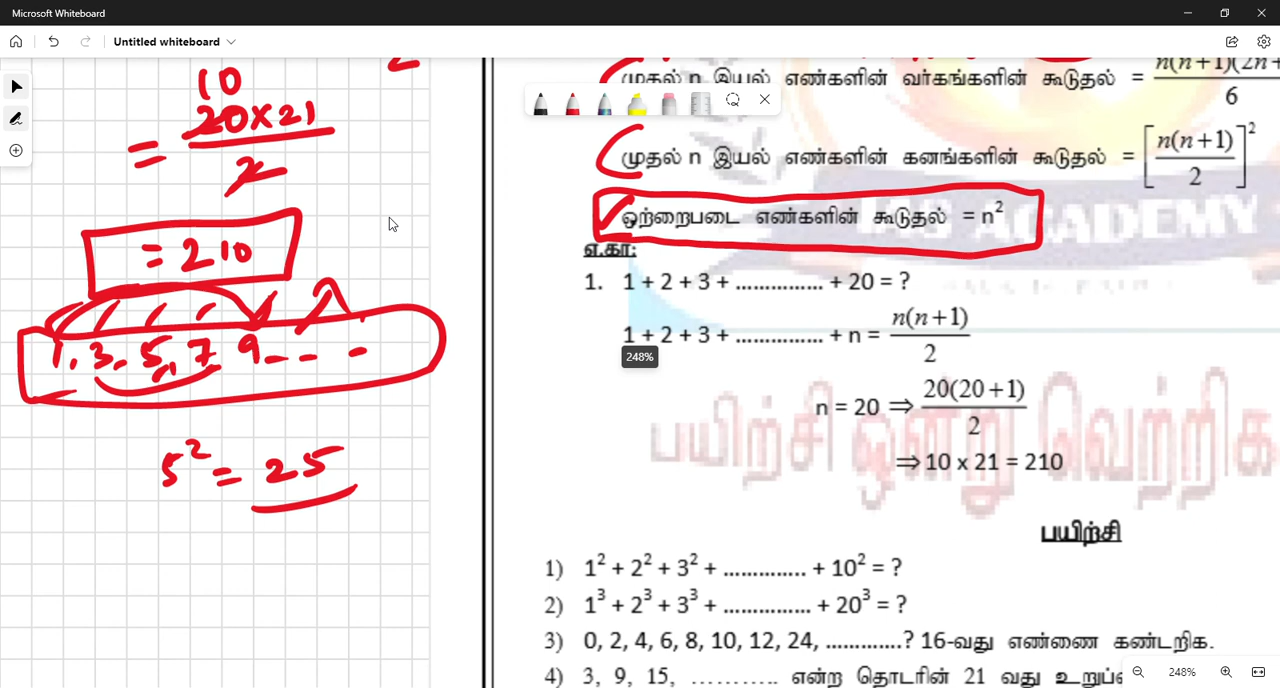 Microsoft Whiteboard
Untitled whiteboard
10
20×21
=
2
= 210
1, 3, 5, 7 9 - - -
5² = 25
முதல் n இயல் எண்களின் வர்கங்களின் கூடுதல் = n(n+1)(2n+
6
முதல் n இயல் எண்களின் கனங்களின் கூடுதல் = [n(n+1)/2]²
ஒற்றைபடை எண்களின் கூடுதல் = n²
ACADEMY
எ.கா:
1. 1 + 2 + 3 + ............... + 20 = ?
1 + 2 + 3 + ............... + n = n(n+1)/2
248%
n = 20 ⇒ 20(20+1)/2
⇒ 10 x 21 = 210
பயிற்சி ஒன்றே வெற்றிக
பயிற்சி
1) 1² + 2² + 3² + .............. + 10² = ?
2) 1³ + 2³ + 3³ + ............... + 20³ = ?
3) 0, 2, 4, 6, 8, 10, 12, 24, .............? 16-வது எண்ணை கண்டறிக.
4) 3, 9, 15, ........... என்ற தொடரின் 21 வது
248%